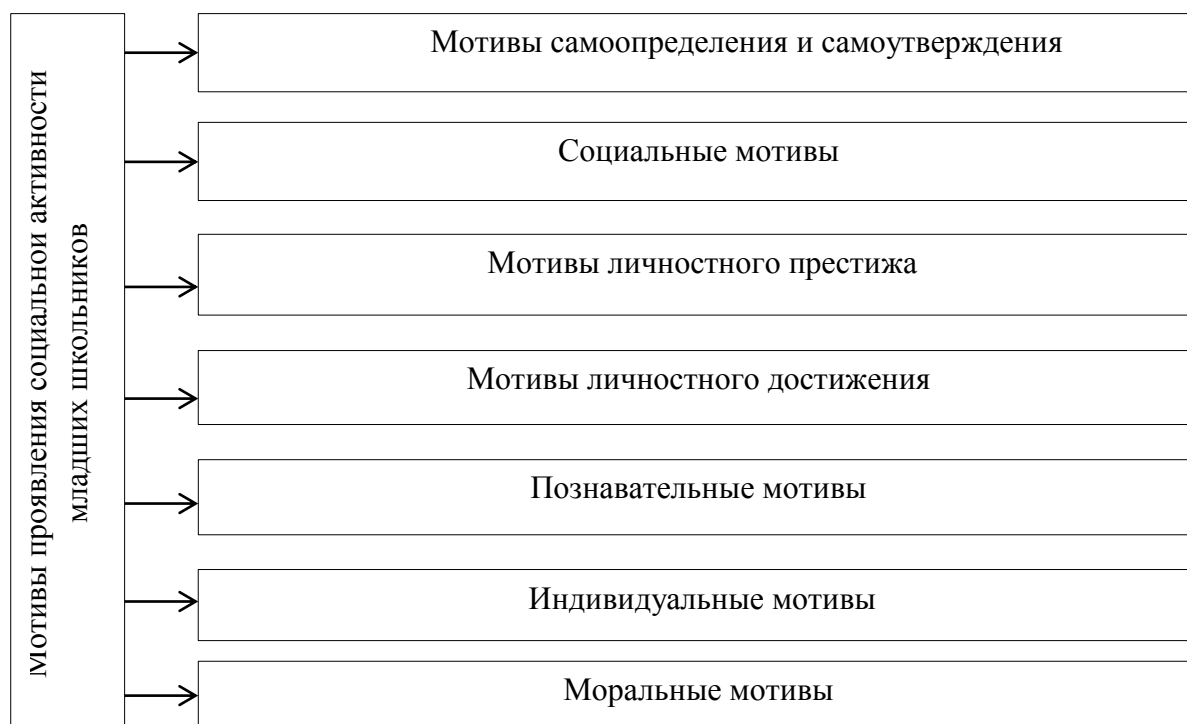 Мотивы проявления социальной активности
младших школьников
Мотивы самоопределения и самоутверждения
Социальные мотивы
Мотивы личностного престижа
Мотивы личностного достижения
Познавательные мотивы
Индивидуальные мотивы
Моральные мотивы